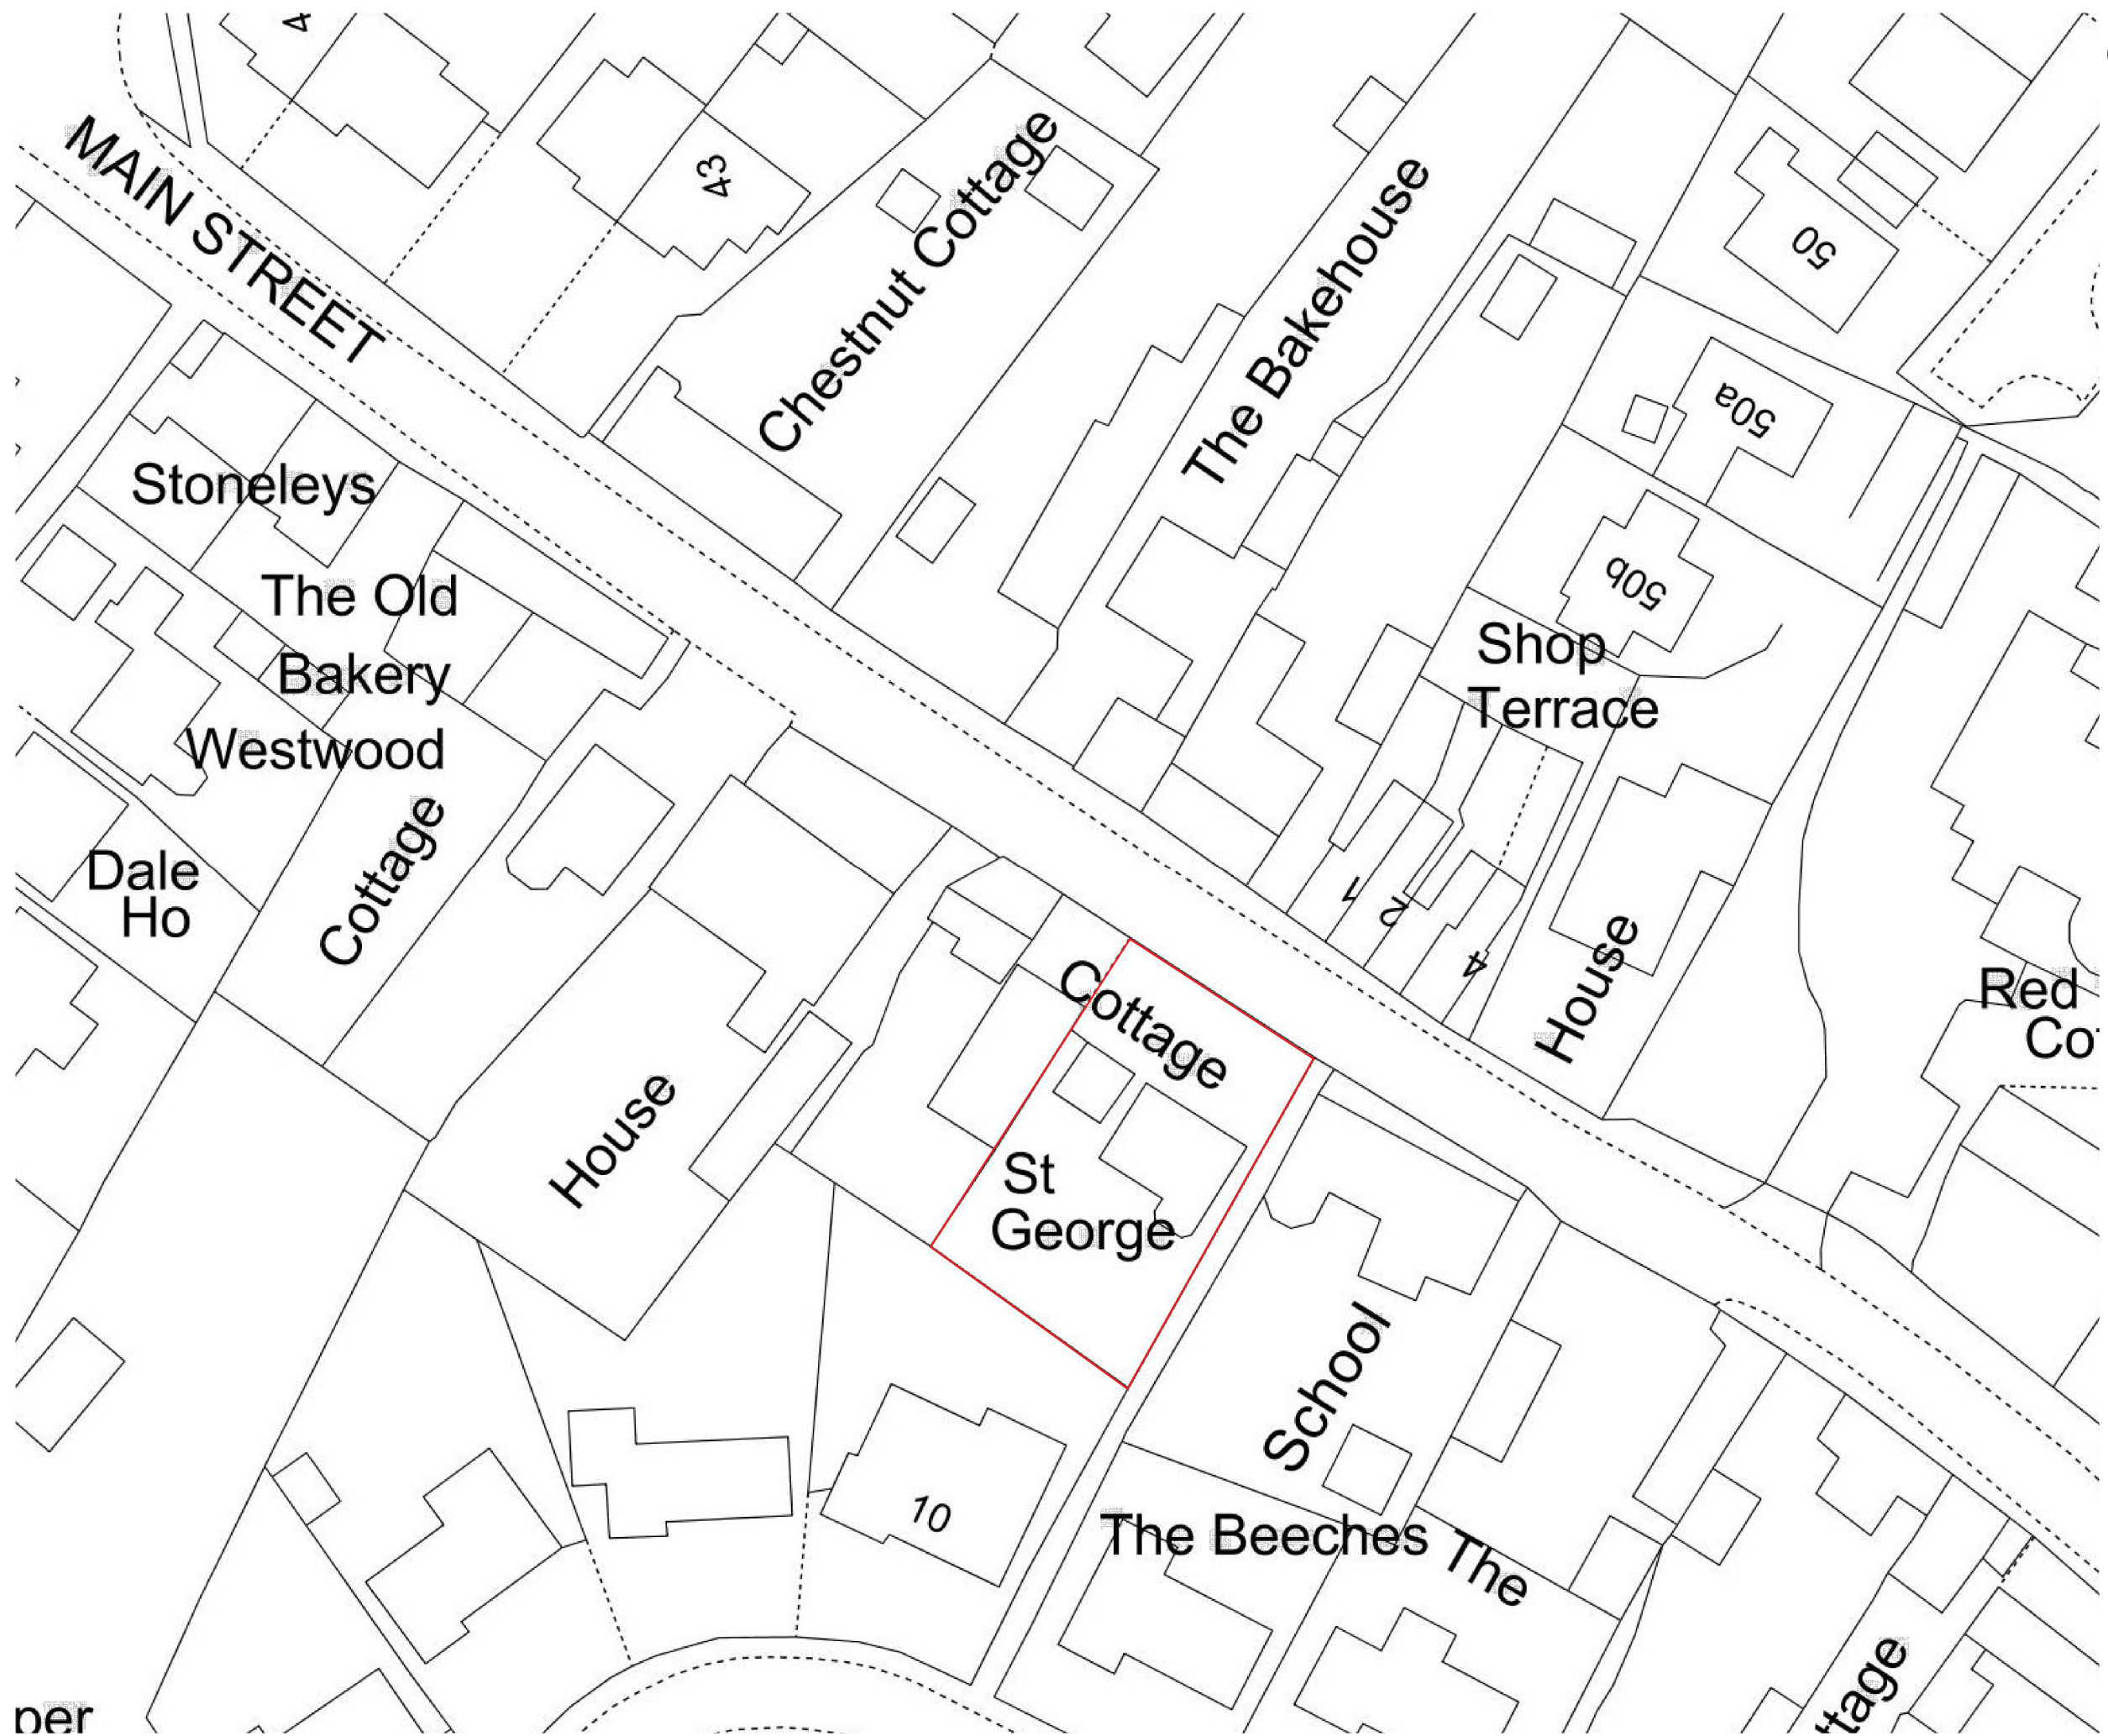 4
MAIN STREET
43
Chestnut Cottage
The Bakehouse
50
50a
Stoneleys
50b
The Old
Bakery
Shop
Terrace
Westwood
Cottage
Dale
Ho
1
2
4
House
Red
Co
Cottage
House
St
George
School
10
The Beeches
The
per
ttage